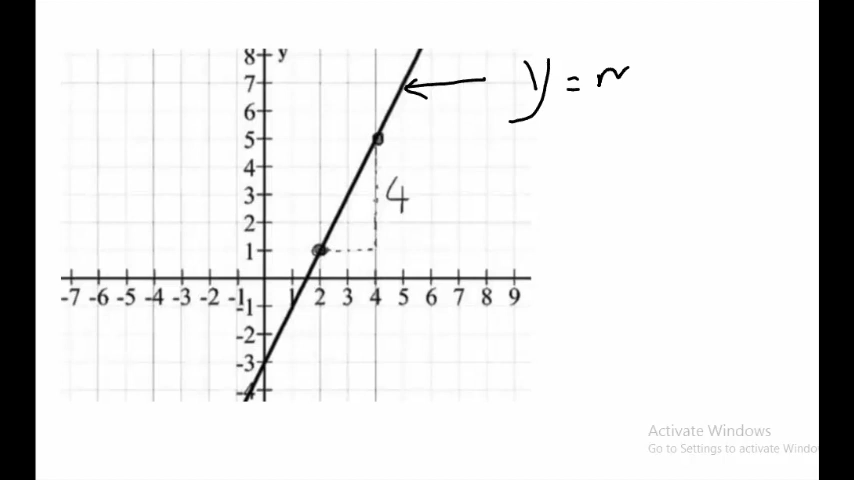 8 y
7
6
5
4
3
2
1
-7 -6 -5 -4 -3 -2 -1 1 2 3 4 5 6 7 8 9
-1
-2
-3
-4
4
y = m
Activate Windows
Go to Settings to activate Windo